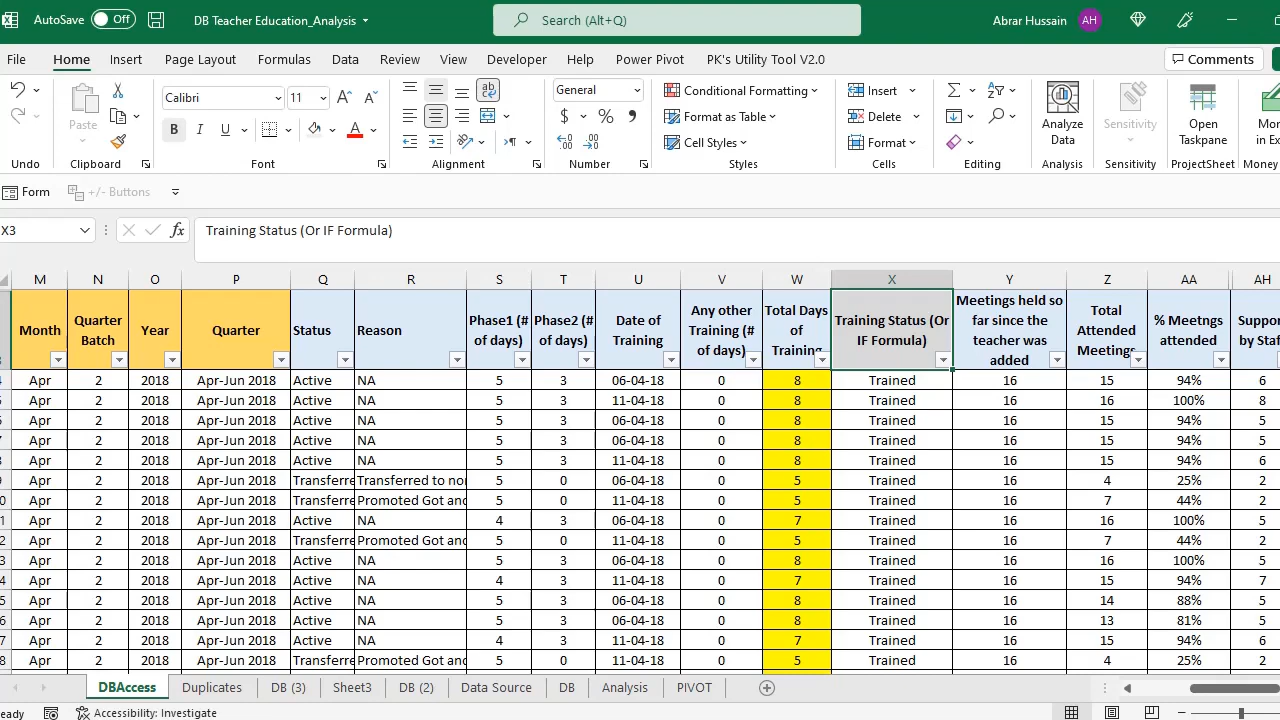 AutoSave Off DB Teacher Education_Analysis Search (Alt+Q) Abrar Hussain AH
File Home Insert Page Layout Formulas Data Review View Developer Help Power Pivot PK's Utility Tool V2.0 Comments
Paste Calibri 11 General Conditional Formatting Format as Table Cell Styles Insert Delete Format Analyze Data Sensitivity Open Taskpane
Undo Clipboard Font Alignment Number Styles Cells Editing Analysis Sensitivity ProjectSheet Money
Form +/- Buttons
X3 fx Training Status (Or IF Formula)
M N O P Q R S T U V W X Y Z AA AH
Month Quarter Batch Year Quarter Status Reason Phase1 (# of days) Phase2 (# of days) Date of Training Any other Training (# of days) Total Days of Training Training Status (Or IF Formula) Meetings held so far since the teacher was added Total Attended Meetings % Meetngs attended
Apr 2 2018 Apr-Jun 2018 Active NA 5 3 06-04-18 0 8 Trained 16 15 94% 6
Apr 2 2018 Apr-Jun 2018 Active NA 5 3 11-04-18 0 8 Trained 16 16 100% 8
Apr 2 2018 Apr-Jun 2018 Active NA 5 3 06-04-18 0 8 Trained 16 15 94% 5
Apr 2 2018 Apr-Jun 2018 Active NA 5 3 06-04-18 0 8 Trained 16 15 94% 5
Apr 2 2018 Apr-Jun 2018 Active NA 5 3 11-04-18 0 8 Trained 16 15 94% 6
Apr 2 2018 Apr-Jun 2018 Transferre Transferred to nor 5 0 06-04-18 0 5 Trained 16 4 25% 2
Apr 2 2018 Apr-Jun 2018 Transferre Promoted Got and 5 0 11-04-18 0 5 Trained 16 7 44% 2
Apr 2 2018 Apr-Jun 2018 Active NA 4 3 06-04-18 0 7 Trained 16 16 100% 5
Apr 2 2018 Apr-Jun 2018 Transferre Promoted Got and 5 0 11-04-18 0 5 Trained 16 7 44% 2
Apr 2 2018 Apr-Jun 2018 Active NA 5 3 06-04-18 0 8 Trained 16 16 100% 5
Apr 2 2018 Apr-Jun 2018 Active NA 4 3 11-04-18 0 7 Trained 16 15 94% 7
Apr 2 2018 Apr-Jun 2018 Active NA 5 3 06-04-18 0 8 Trained 16 14 88% 5
Apr 2 2018 Apr-Jun 2018 Active NA 5 3 06-04-18 0 8 Trained 16 13 81% 5
Apr 2 2018 Apr-Jun 2018 Active NA 4 3 11-04-18 0 7 Trained 16 15 94% 6
Apr 2 2018 Apr-Jun 2018 Transferre Promoted Got and 5 0 11-04-18 0 5 Trained 16 4 25% 2
DBAccess Duplicates DB (3) Sheet3 DB (2) Data Source DB Analysis PIVOT
eady Accessibility: Investigate